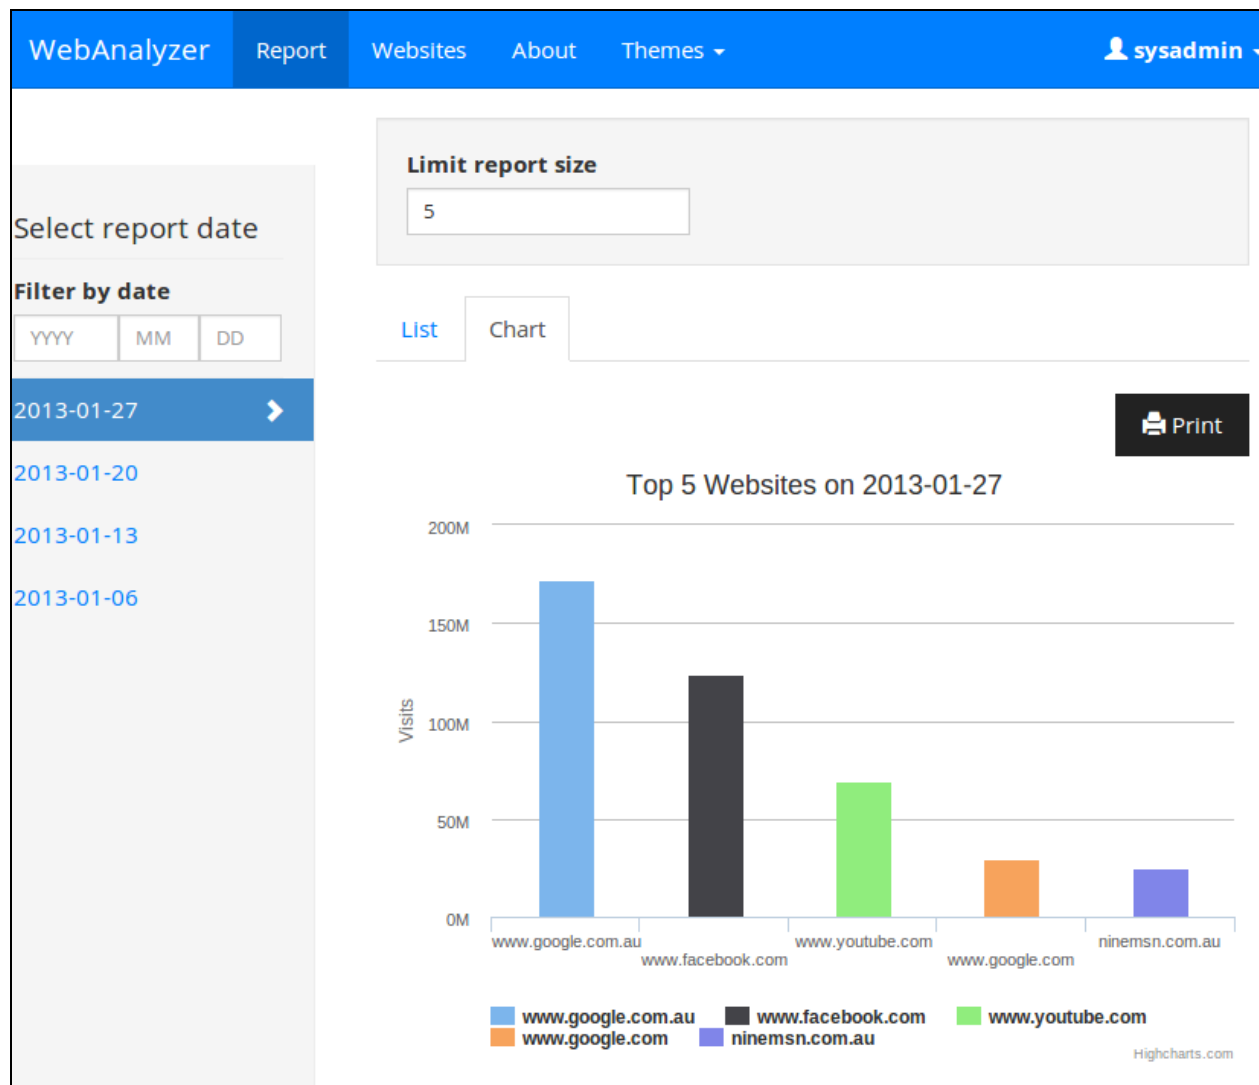 WebAnalyzer Report Websites About Themes sysadmin
Limit report size
5
Select report date
Filter by date
YYYY MM DD
2013-01-27
2013-01-20
2013-01-13
2013-01-06
List Chart
Print
Top 5 Websites on 2013-01-27
200M
150M
100M
50M
0M
Visits
www.google.com.au
www.facebook.com
www.youtube.com
www.google.com
ninemsn.com.au
www.google.com.au www.facebook.com www.youtube.com
www.google.com ninemsn.com.au
Highcharts.com